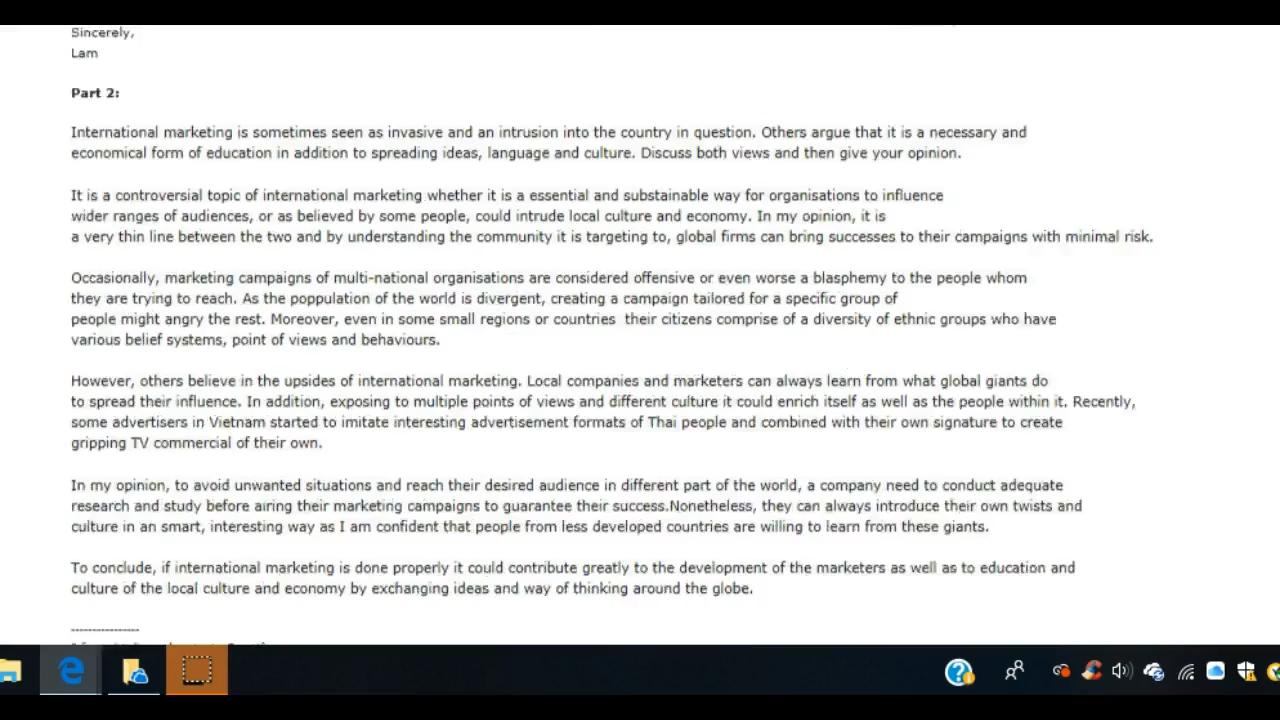 Sincerely,
Lam
Part 2:
International marketing is sometimes seen as invasive and an intrusion into the country in question. Others argue that it is a necessary and
economical form of education in addition to spreading ideas, language and culture. Discuss both views and then give your opinion.
It is a controversial topic of international marketing whether it is a essential and substainable way for organisations to influence
wider ranges of audiences, or as believed by some people, could intrude local culture and economy. In my opinion, it is
a very thin line between the two and by understanding the community it is targeting to, global firms can bring successes to their campaigns with minimal risk.
Occasionally, marketing campaigns of multi-national organisations are considered offensive or even worse a blasphemy to the people whom
they are trying to reach. As the poppulation of the world is divergent, creating a campaign tailored for a specific group of
people might angry the rest. Moreover, even in some small regions or countries  their citizens comprise of a diversity of ethnic groups who have
various belief systems, point of views and behaviours.
However, others believe in the upsides of international marketing. Local companies and marketers can always learn from what global giants do
to spread their influence. In addition, exposing to multiple points of views and different culture it could enrich itself as well as the people within it. Recently,
some advertisers in Vietnam started to imitate interesting advertisement formats of Thai people and combined with their own signature to create
gripping TV commercial of their own.
In my opinion, to avoid unwanted situations and reach their desired audience in different part of the world, a company need to conduct adequate
research and study before airing their marketing campaigns to guarantee their success.Nonetheless, they can always introduce their own twists and
culture in an smart, interesting way as I am confident that people from less developed countries are willing to learn from these giants.
To conclude, if international marketing is done properly it could contribute greatly to the development of the marketers as well as to education and
culture of the local culture and economy by exchanging ideas and way of thinking around the globe.
----------------